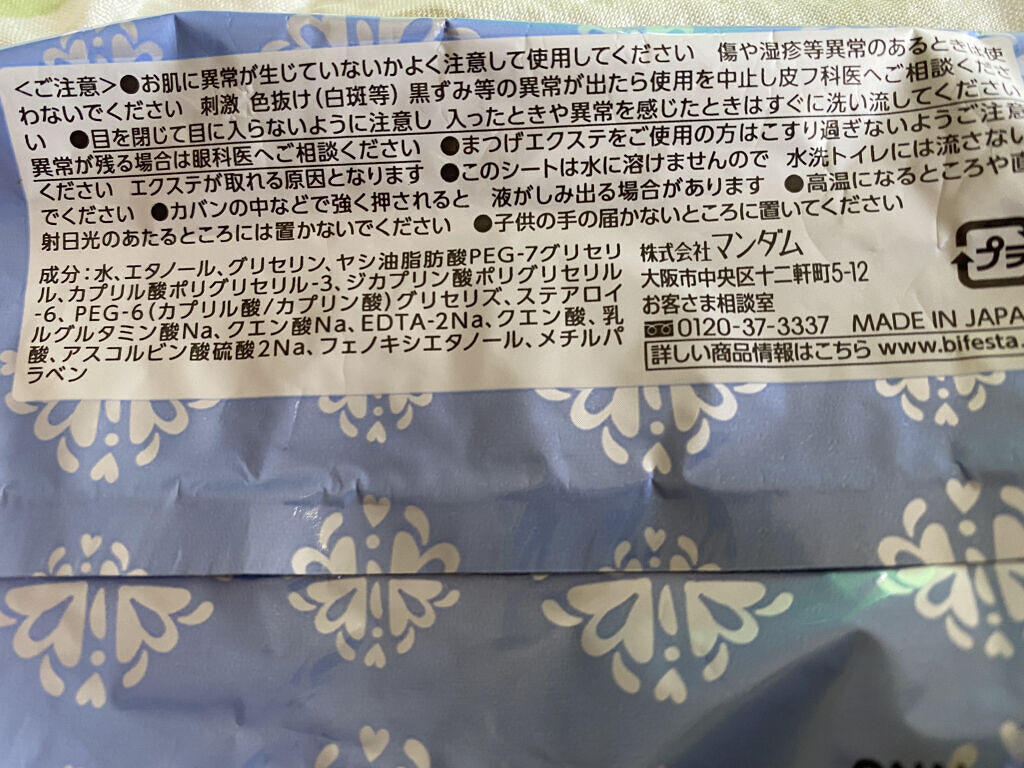 <ご注意>●お肌に異常が生じていないかよく注意して使用してください 傷や湿疹等異常のあるときは使
わないでください 刺激 色抜け(白斑等) 黒ずみ等の異常が出たら使用を中止し皮フ科医へご相談くださ
い ●目を閉じて目に入らないように注意し 入ったときや異常を感じたときはすぐに洗い流してください
異常が残る場合は眼科医へご相談ください ●まつげエクステをご使用の方はこすり過ぎないようご注意
ください エクステが取れる原因となります ●このシートは水に溶けませんので 水洗トイレには流さない
でください ●カバンの中などで強く押されると 液がしみ出る場合があります ●高温になるところや直
射日光のあたるところには置かないでください ●子供の手の届かないところに置いてください
成分:水、エタノール、グリセリン、ヤシ油脂肪酸PEG-7グリセリ
ル、カプリル酸ポリグリセリル-3、ジカプリン酸ポリグリセリル
-6、PEG-6(カプリル酸/カプリン酸)グリセリズ、ステアロイ
ルグルタミン酸Na、クエン酸Na、EDTA-2Na、クエン酸、乳
酸、アスコルビン酸硫酸2Na、フェノキシエタノール、メチルパ
ラベン
株式会社マンダム
大阪市中央区十二軒町5-12
お客さま相談室
0120-37-3337 MADE IN JAPA
詳しい商品情報はこちら www.bifesta.
プラ